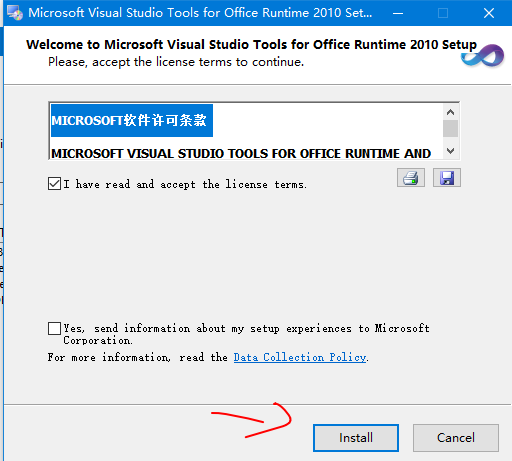 Microsoft Visual Studio Tools for Office Runtime 2010 Set...
Welcome to Microsoft Visual Studio Tools for Office Runtime 2010 Setup
Please, accept the license terms to continue.
MICROSOFT软件许可条款
MICROSOFT VISUAL STUDIO TOOLS FOR OFFICE RUNTIME AND
I have read and accept the license terms.
Yes, send information about my setup experiences to Microsoft
Corporation.
For more information, read the Data Collection Policy.
Install
Cancel